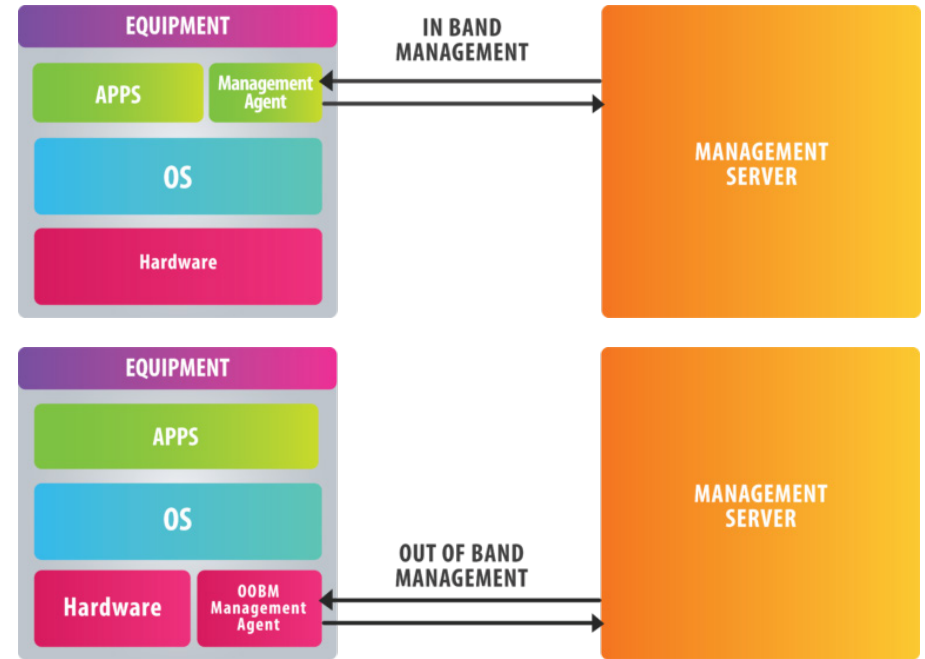 EQUIPMENT
IN BAND
MANAGEMENT
APPS
Management
Agent
OS
Hardware
MANAGEMENT
SERVER
EQUIPMENT
APPS
OS
Hardware
OOBM
Management
Agent
OUT OF BAND
MANAGEMENT
MANAGEMENT
SERVER